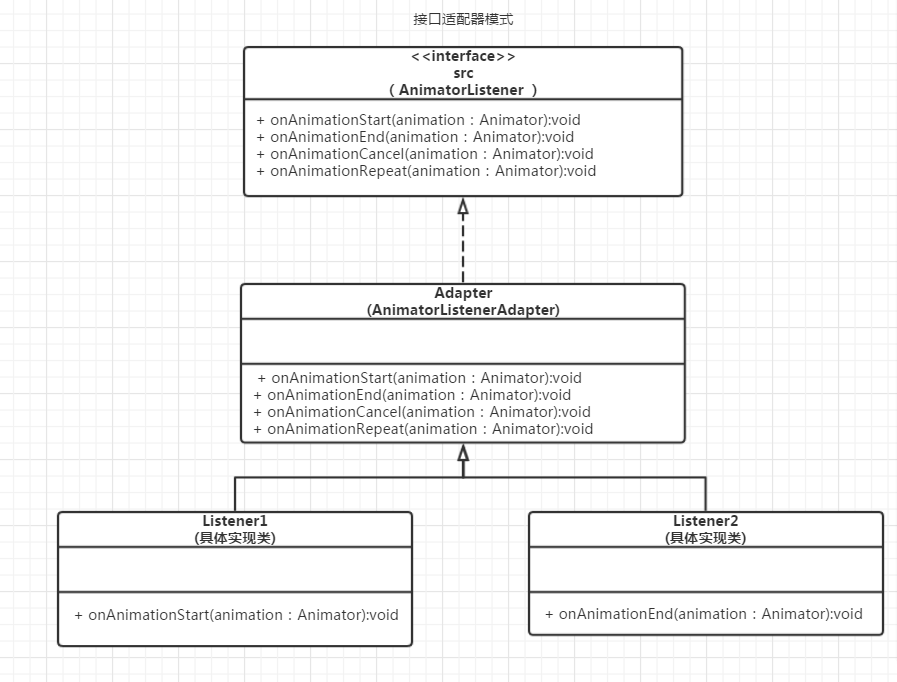 接口适配器模式
<<interface>>
src
( AnimatorListener )
+ onAnimationStart(animation : Animator):void
+ onAnimationEnd(animation : Animator):void
+ onAnimationCancel(animation : Animator):void
+ onAnimationRepeat(animation : Animator):void
Adapter
(AnimatorListenerAdapter)
+ onAnimationStart(animation : Animator):void
+ onAnimationEnd(animation : Animator):void
+ onAnimationCancel(animation : Animator):void
+ onAnimationRepeat(animation : Animator):void
Listener1
(具体实现类)
+ onAnimationStart(animation : Animator):void
Listener2
(具体实现类)
+ onAnimationEnd(animation : Animator):void